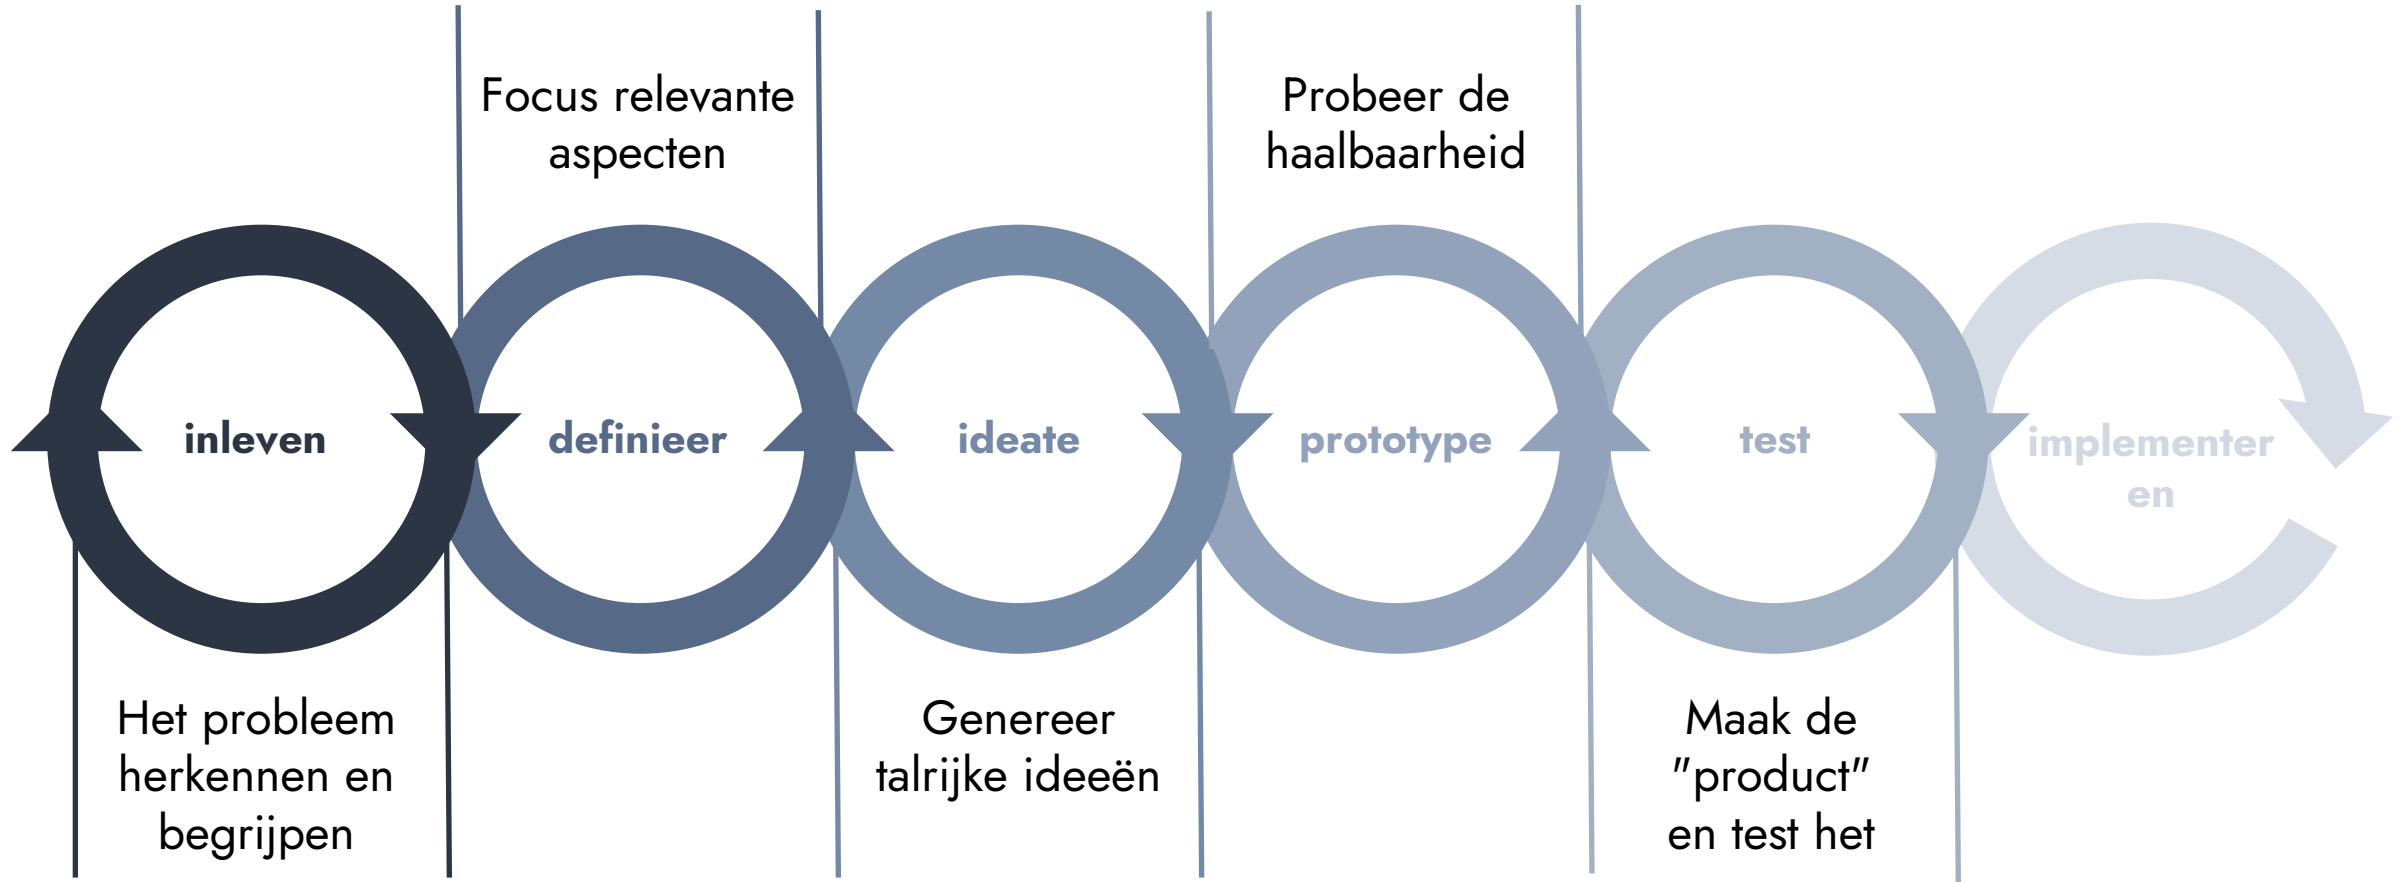 Focus relevante
aspecten
Probeer de
haalbaarheid
inleven
definieer
ideate
prototype
test
implementer
en
Het probleem
herkennen en
begrijpen
Genereer
talrijke ideeën
Maak de
"product"
en test het